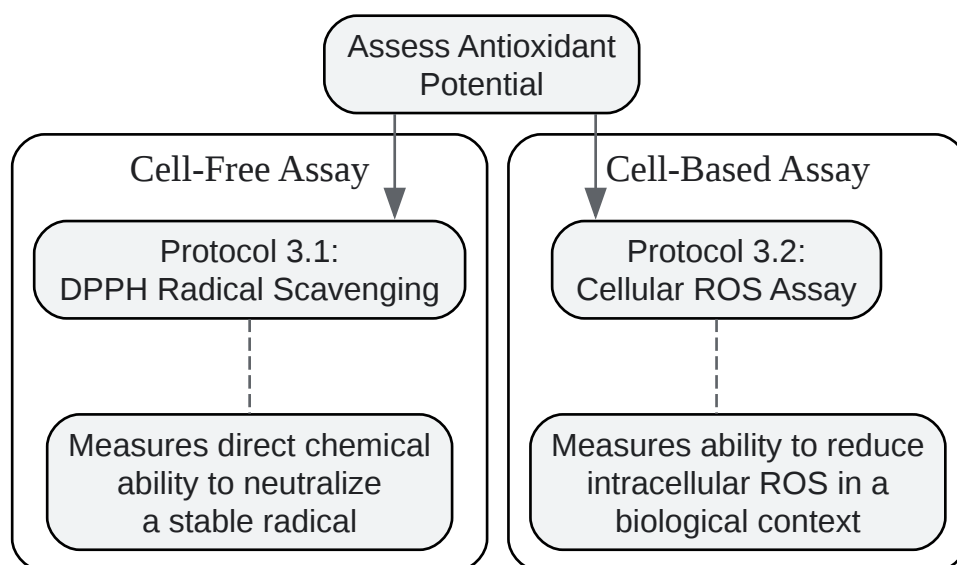 Assess Antioxidant
Potential
Cell-Free Assay
Protocol 3.1:
DPPH Radical Scavenging
Measures direct chemical
ability to neutralize
a stable radical
Cell-Based Assay
Protocol 3.2:
Cellular ROS Assay
Measures ability to reduce
intracellular ROS in a
biological context